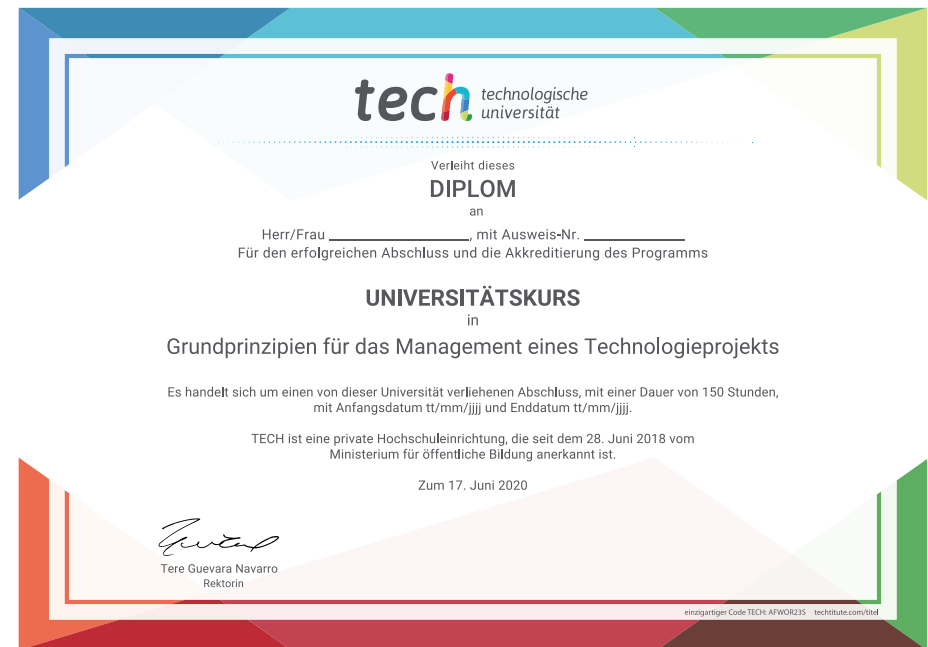 tech technologische
universität
Verleiht dieses
DIPLOM
an
Herr/Frau ____________________, mit Ausweis-Nr. __________________
Für den erfolgreichen Abschluss und die Akkreditierung des Programms
UNIVERSITÄTSKURS
in
Grundprinzipien für das Management eines Technologieprojekts
Es handelt sich um einen von dieser Universität verliehenen Abschluss, mit einer Dauer von 150 Stunden,
mit Anfangsdatum tt/mm/jjjj und Enddatum tt/mm/jjjj.
TECH ist eine private Hochschuleinrichtung, die seit dem 28. Juni 2018 vom
Ministerium für öffentliche Bildung anerkannt ist.
Zum 17. Juni 2020
Tere Guevara Navarro
Rektorin
einzigartiger Code TECH: AFWOR23S techtitute.com/titel